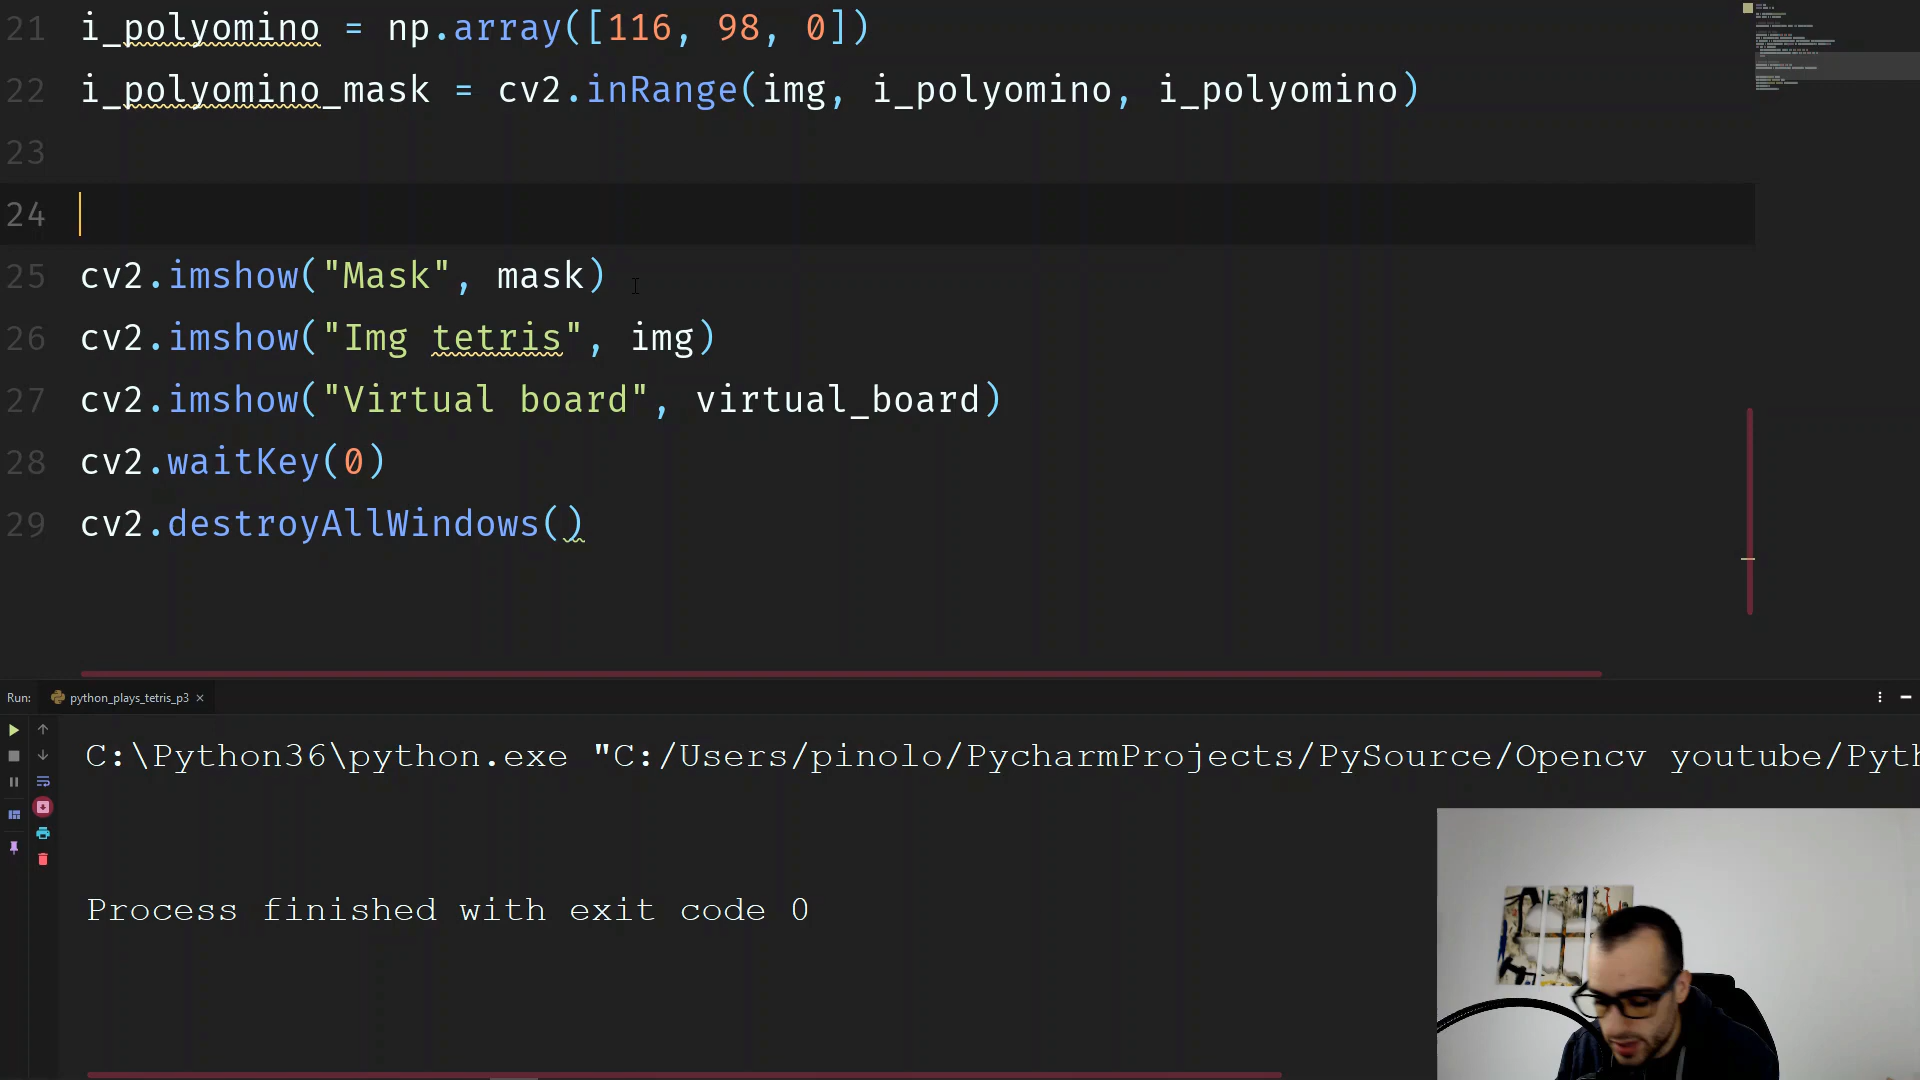 21 i_polyomino = np.array([116, 98, 0])
22 i_polyomino_mask = cv2.inRange(img, i_polyomino, i_polyomino)
23
24
25 cv2.imshow("Mask", mask)
26 cv2.imshow("Img tetris", img)
27 cv2.imshow("Virtual board", virtual_board)
28 cv2.waitKey(0)
29 cv2.destroyAllWindows()
Run: python_plays_tetris_p3
C:\Python36\python.exe "C:/Users/pinolo/PycharmProjects/PySource/Opencv youtube/Pyth
Process finished with exit code 0